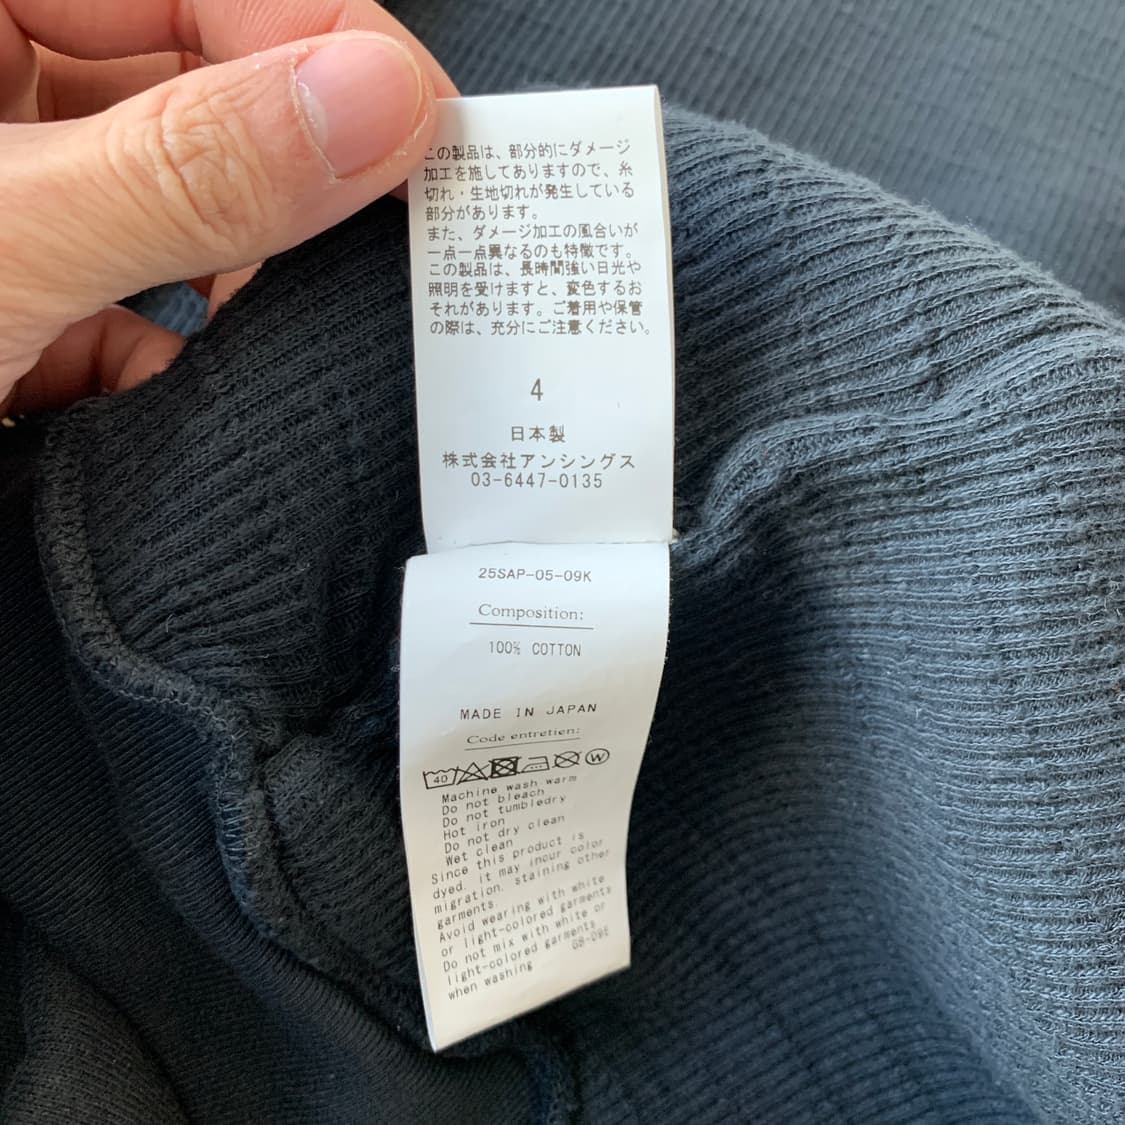 この製品は、部分的にダメージ
加工を施してありますので、糸
切れ・生地切れが発生している
部分があります。
また、ダメージ加工の風合いが
一点一点異なるのも特徴です。
この製品は、長時間強い日光や
照明を受けますと、変色するお
それがあります。ご着用や保管
の際は、充分にご注意ください。
4
日本製
株式会社アンシングス
03-6447-0135
25SAP-05-09K
Composition:
100% COTTON
MADE IN JAPAN
Code entretien:
40 W
Machine wash warm
Do not bleach
Do not tumbledry
Hot iron
Do not dry clean
Wet clean
Since this product is
dyed. it may incur color
migration. staining other
garments.
Avoid wearing with white
or light-colored garments
Do not mix with white or
light-colored garments
when washing